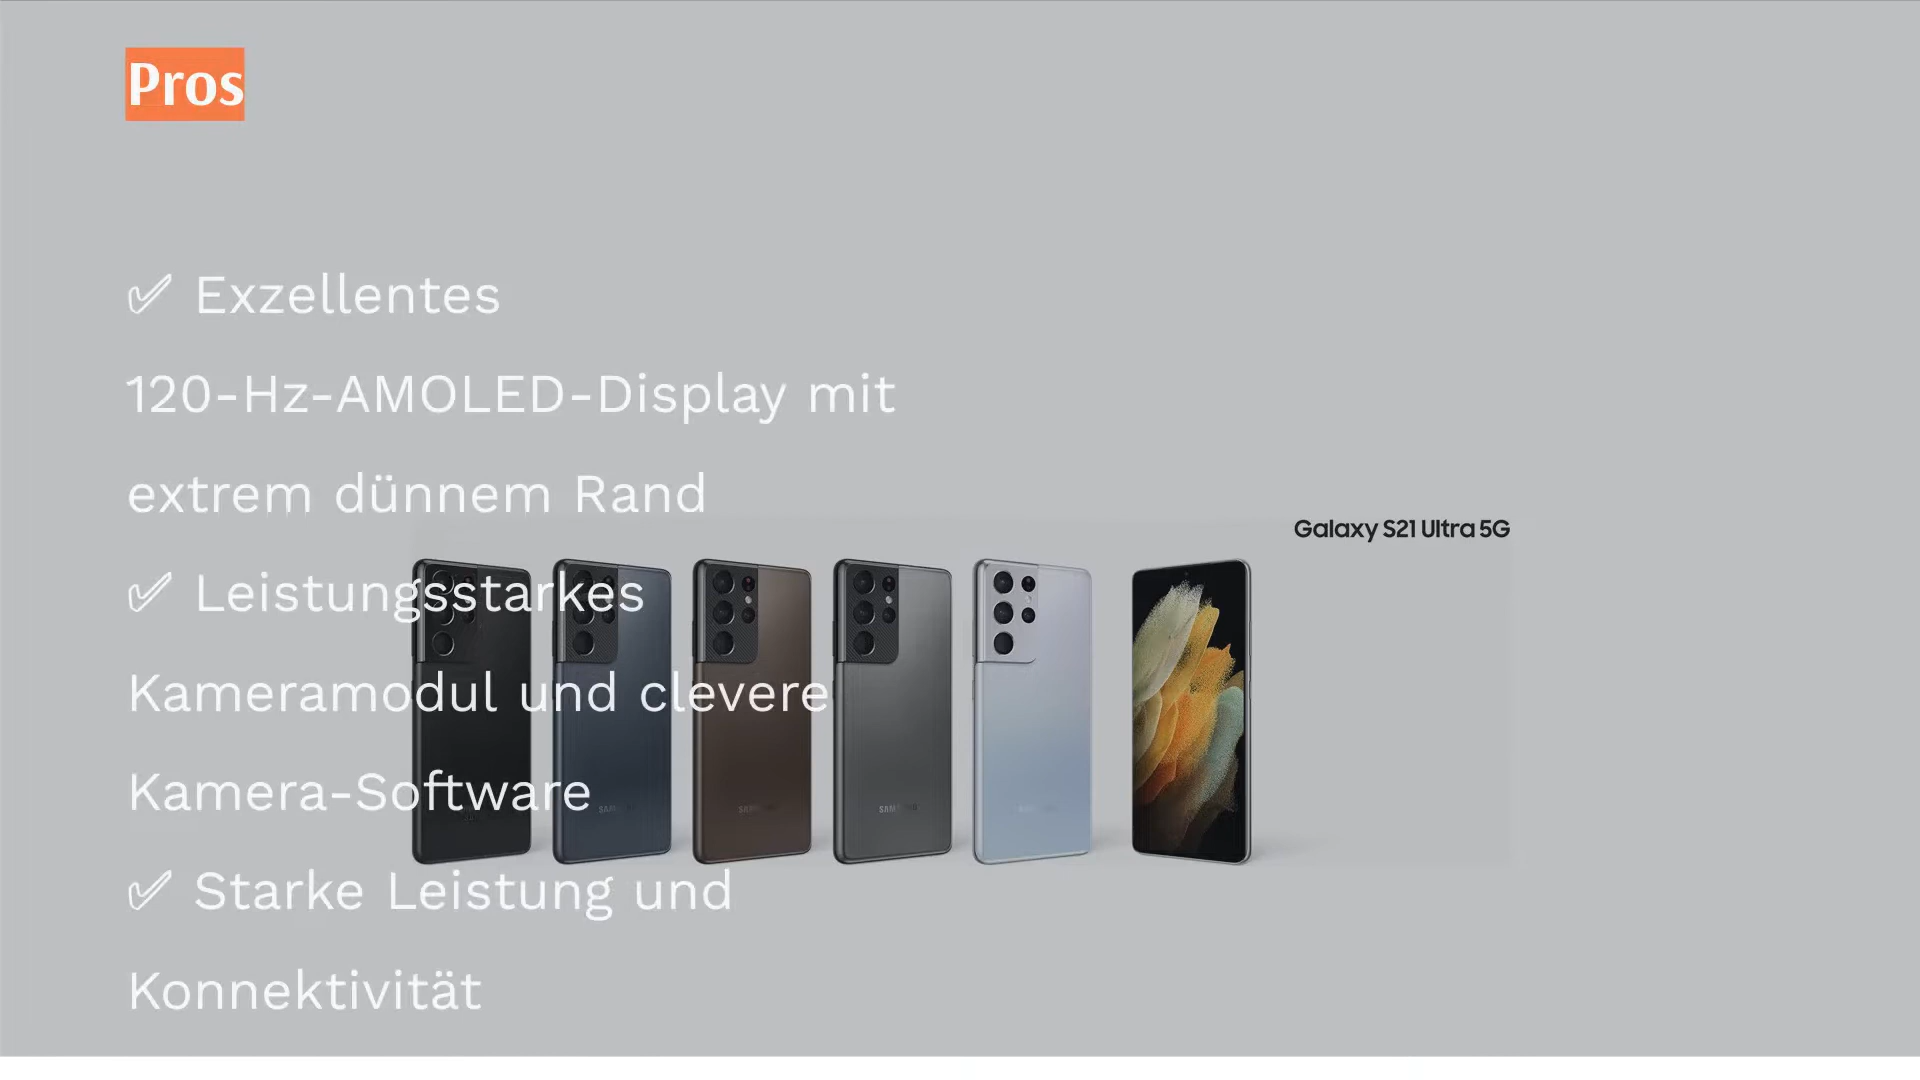 Pros
✅ Exzellentes
120-Hz-AMOLED-Display mit
extrem dünnem Rand
Galaxy S21 Ultra 5G
✅ Leistungsstarkes
Kameramodul und clevere
Kamera-Software
SAMSUNG
✅ Starke Leistung und
Konnektivität